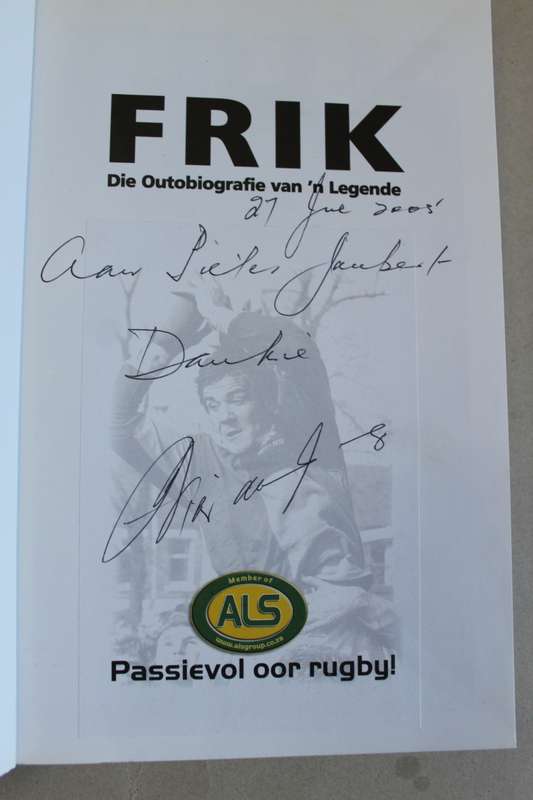 FRIK
Die Outobiografie van 'n Legende
27 Jul 2005
Aan Pieter Joubert
Dankie
Member of
ALS
www.alsgroup.co.za
Passievol oor rugby!